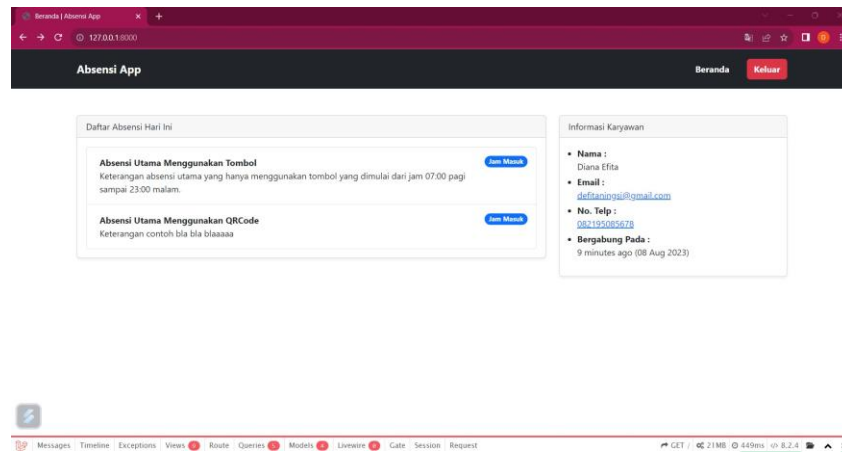 Beranda | Absensi App
127.0.0.1:8000
Absensi App
Beranda
Keluar
Daftar Absensi Hari Ini
Absensi Utama Menggunakan Tombol
Jam Masuk
Keterangan absensi utama yang hanya menggunakan tombol yang dimulai dari jam 07:00 pagi
sampai 23:00 malam.
Absensi Utama Menggunakan QRCode
Jam Masuk
Keterangan contoh bla bla blaaaaa
Informasi Karyawan
Nama :
Diana Efita
Email :
defitaningsi@gmail.com
No. Telp :
082195085678
Bergabung Pada :
9 minutes ago (08 Aug 2023)
Messages Timeline Exceptions Views Route Queries Models Livewire Gate Session Request
GET / 21MB 449ms 8.2.4